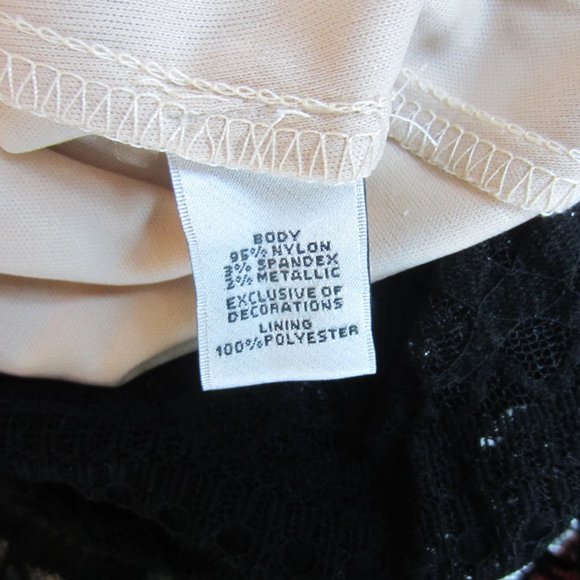 BODY
95% NYLON
3% SPANDEX
2% METALLIC
EXCLUSIVE OF
DECORATIONS
LINING
100% POLYESTER